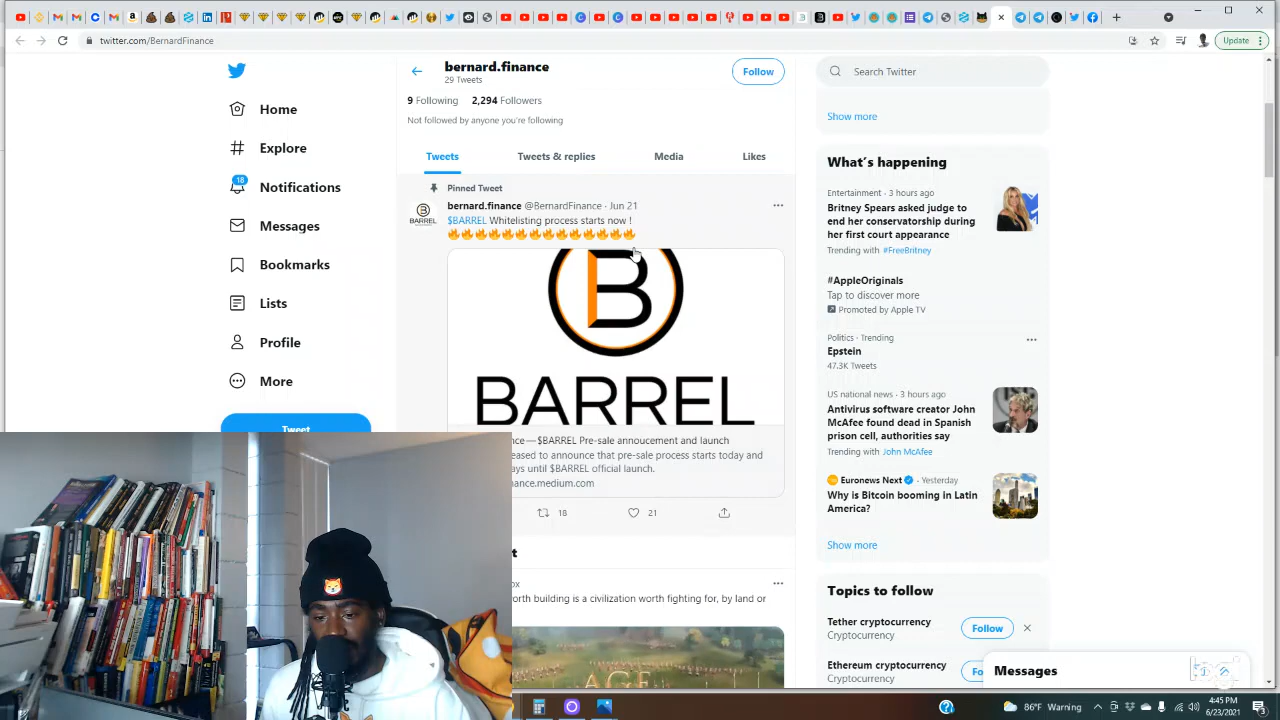 Update
twitter.com/BernardFinance
bernard.finance
29 Tweets
Follow
9 Following 2,294 Followers
Not followed by anyone you're following
Tweets Tweets & replies Media Likes
Home
Explore
18
Notifications
Messages
Bookmarks
Lists
Profile
More
Tweet
Pinned Tweet
bernard.finance @BernardFinance · Jun 21
$BARREL Whitelisting process starts now !
🔥🔥🔥🔥🔥🔥🔥🔥🔥🔥🔥🔥🔥🔥
BARREL
B
BARREL
nce — $BARREL Pre-sale annoucement and launch
eased to announce that pre-sale process starts today and
ays until $BARREL official launch.
nance.medium.com
18 21
t
ox
orth building is a civilization worth fighting for, by land or
AGE
Search Twitter
Show more
What's happening
Entertainment · 3 hours ago
Britney Spears asked judge to
end her conservatorship during
her first court appearance
Trending with #FreeBritney
#AppleOriginals
Tap to discover more
Promoted by Apple TV
Politics · Trending
Epstein
47.3K Tweets
US national news · 3 hours ago
Antivirus software creator John
McAfee found dead in Spanish
prison cell, authorities say
Trending with John McAfee
Euronews Next · Yesterday
Why is Bitcoin booming in Latin
America?
Show more
Topics to follow
Tether cryptocurrency
Cryptocurrency
Follow
Ethereum cryptocurrency
Cryptocurrency
Fo
Messages
86°F Warning
4:45 PM
6/23/2021